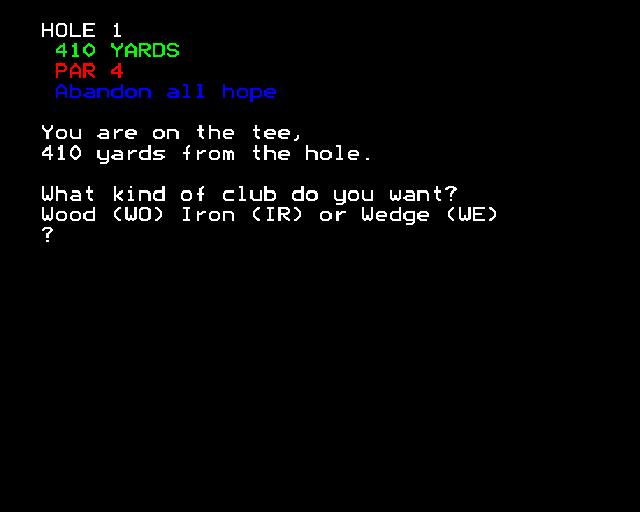 HOLE 1
410 YARDS
PAR 4
Abandon all hope
You are on the tee,
410 yards from the hole.
What kind of club do you want?
Wood (WO) Iron (IR) or Wedge (WE)
?